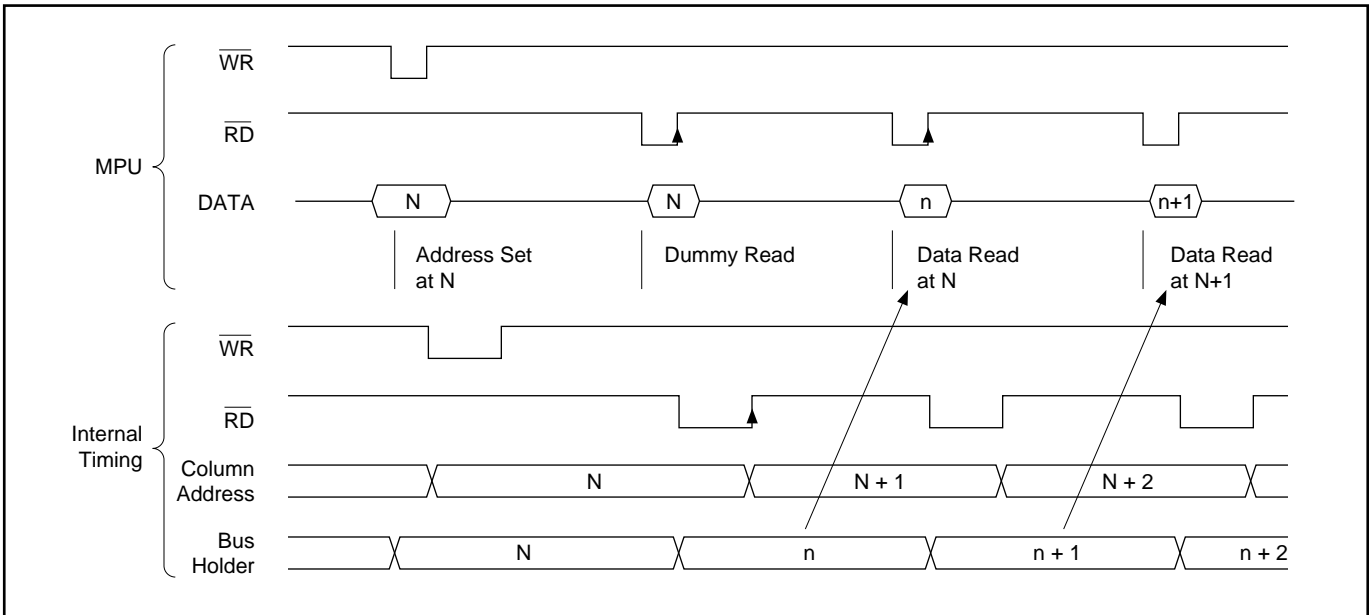 WR
RD
MPU
DATA
N
N
n
n+1
Address Set
at N
Dummy Read
Data Read
at N
Data Read
at N+1
WR
RD
Internal
Timing
Column
Address
N
N + 1
N + 2
Bus
Holder
N
n
n + 1
n + 2